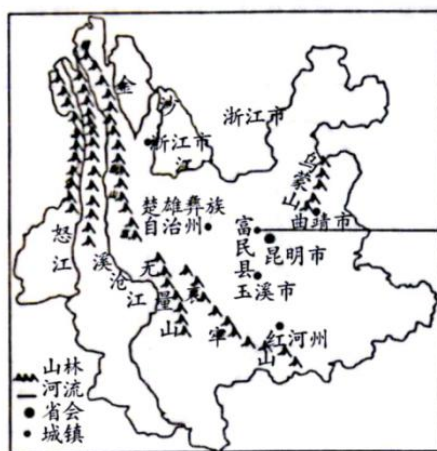 金沙江
浙江市
浙江市
乌蒙山
曲靖市
楚雄彝族
自治州
富民县
昆明市
玉溪市
怒江
溪沧江
无量山
牢山
红河州
山林
河流
省会
城镇